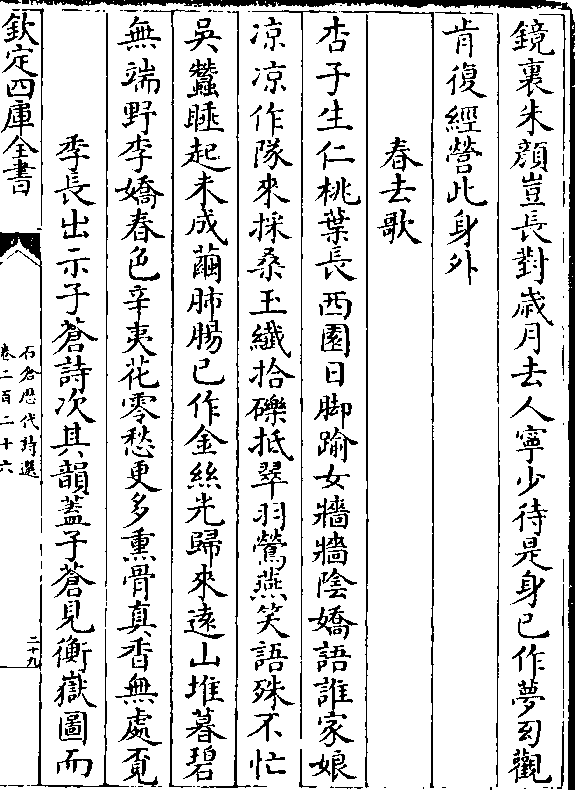 鏡裏朱顔豈長對歳月去人寧少待是身已作夢幻觀
肯復經營此身外
春去歌
杏子生仁桃葉長西園日脚踰女牆牆隂嬌語誰家娘
凉凉作隊來採桑玉纖拾礫抵翠羽鶯燕笑語殊不忙
吳蠶睡起未成繭肺腸已作金絲光歸來逺山堆暮碧
無端野李嬌春色辛夷花零愁更多熏骨真香無處覓
季長出示子蒼詩次其韻蓋子蒼見衡嶽圖而
欽定四庫全書
石倉歴代詩選
卷二百二十六
二十九